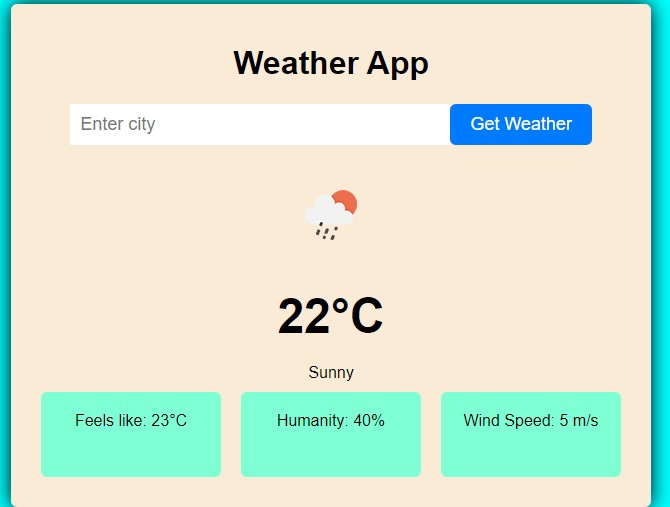 Weather App
Enter city
Get Weather
22°C
Sunny
Feels like: 23°C
Humanity: 40%
Wind Speed: 5 m/s